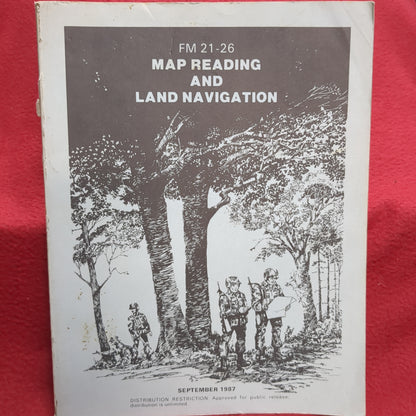 FM 21-26
MAP READING
AND
LAND NAVIGATION
SEPTEMBER 1987
DISTRIBUTION RESTRICTION. Approved for public release;
distribution is unlimited.